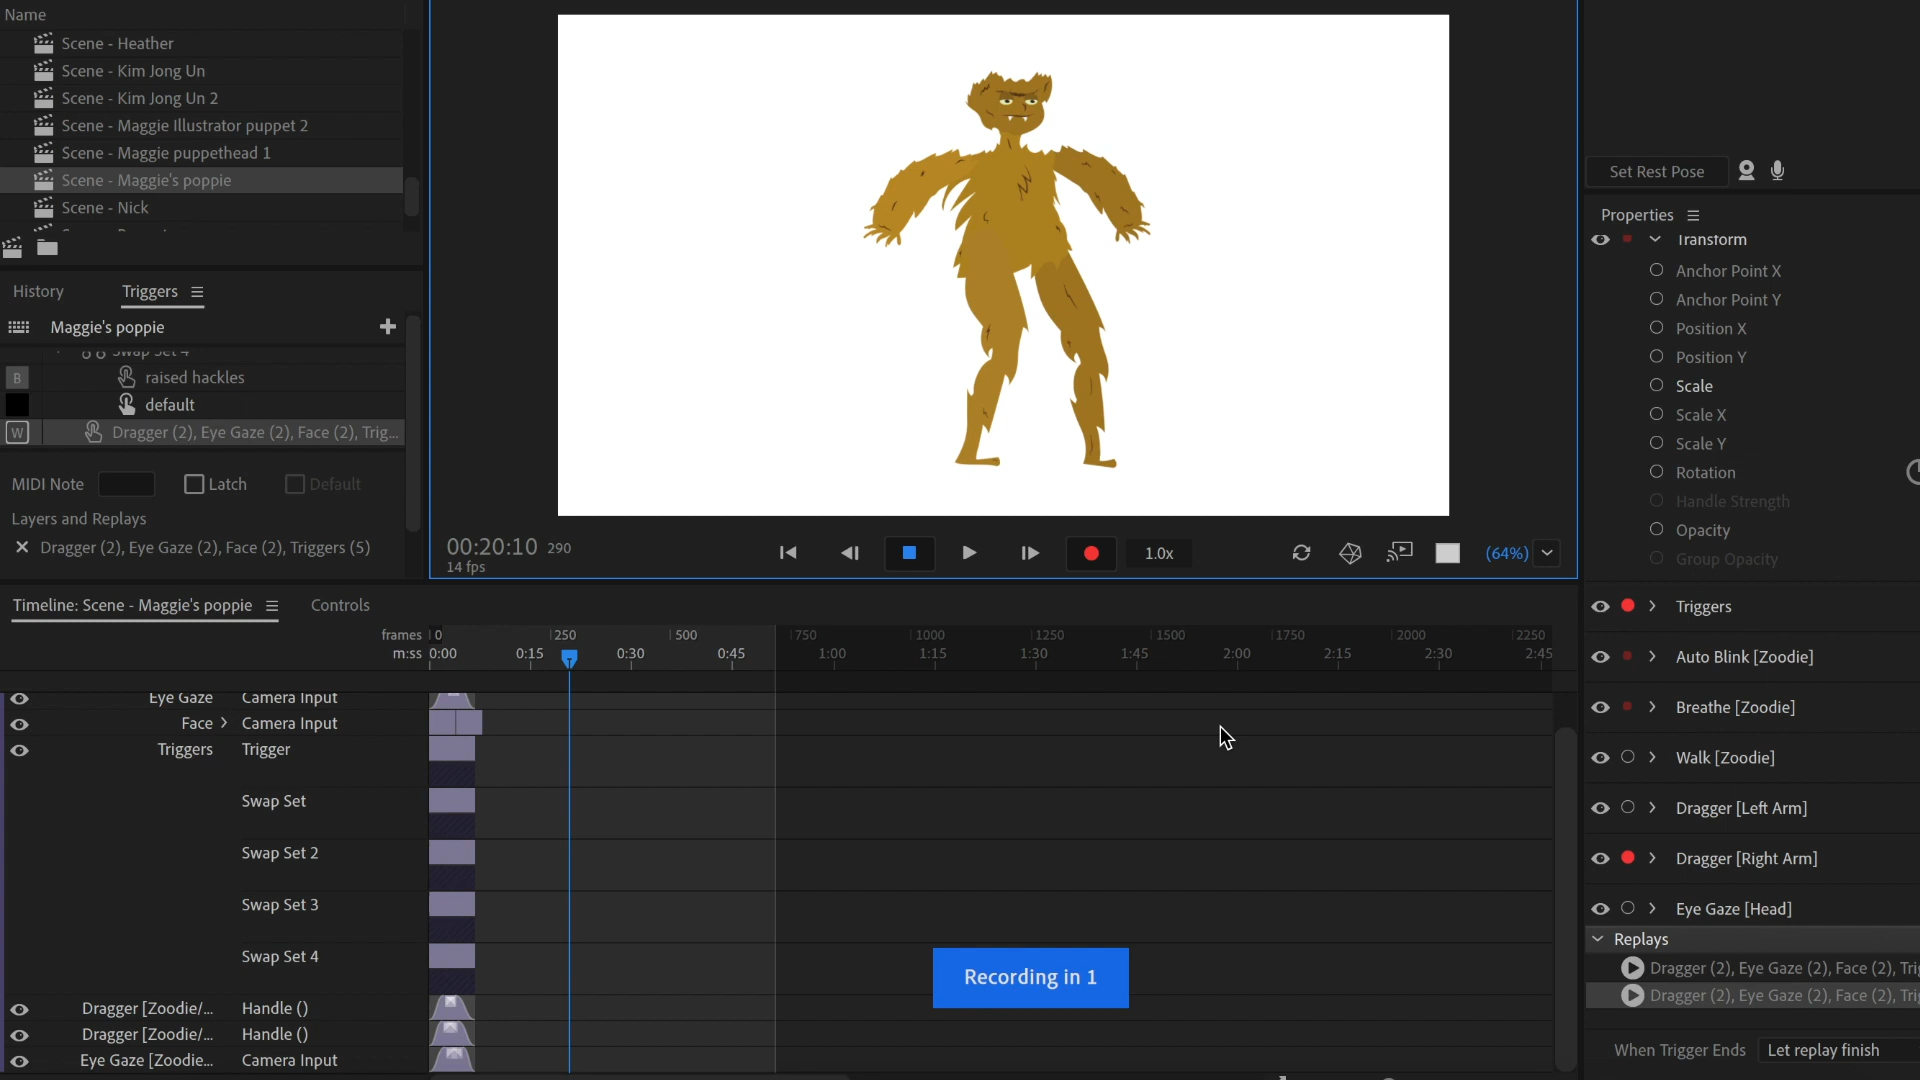 Name
Scene - Heather
Scene - Kim Jong Un
Scene - Kim Jong Un 2
Scene - Maggie Illustrator puppet 2
Scene - Maggie puppethead 1
Scene - Maggie's poppie
Scene - Nick
History
Triggers
Maggie's poppie
Swap Set 4
B
raised hackles
default
W
Dragger (2), Eye Gaze (2), Face (2), Trig...
MIDI Note
Latch
Default
Layers and Replays
Dragger (2), Eye Gaze (2), Face (2), Triggers (5)
00:20:10 290
14 fps
1.0x
(64%)
Set Rest Pose
Properties
Transform
Anchor Point X
Anchor Point Y
Position X
Position Y
Scale
Scale X
Scale Y
Rotation
Handle Strength
Opacity
Group Opacity
Triggers
Auto Blink [Zoodie]
Breathe [Zoodie]
Walk [Zoodie]
Dragger [Left Arm]
Dragger [Right Arm]
Eye Gaze [Head]
Replays
Dragger (2), Eye Gaze (2), Face (2), Tri
Dragger (2), Eye Gaze (2), Face (2), Tri
When Trigger Ends Let replay finish
Timeline: Scene - Maggie's poppie
Controls
frames 0 250 500 750 1000 1250 1500 1750 2000 2250
m:ss 0:00 0:15 0:30 0:45 1:00 1:15 1:30 1:45 2:00 2:15 2:30 2:45
Eye Gaze Camera Input
Face Camera Input
Triggers Trigger
Swap Set
Swap Set 2
Swap Set 3
Swap Set 4
Dragger [Zoodie/... Handle ()
Dragger [Zoodie/... Handle ()
Eye Gaze [Zoodie... Camera Input
Recording in 1